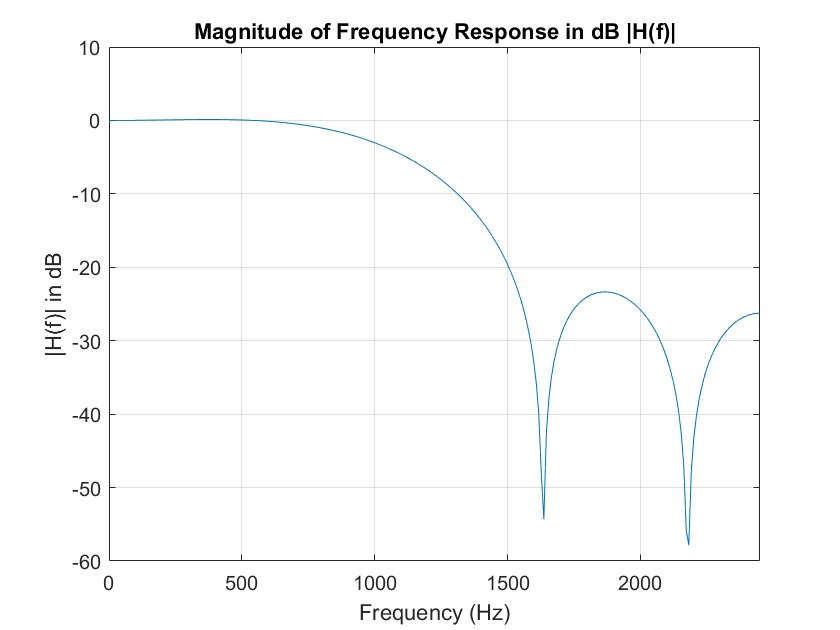 Magnitude of Frequency Response in dB |H(f)|
10
0
-10
-20
-30
-40
-50
-60
|H(f)| in dB
0 500 1000 1500 2000
Frequency (Hz)